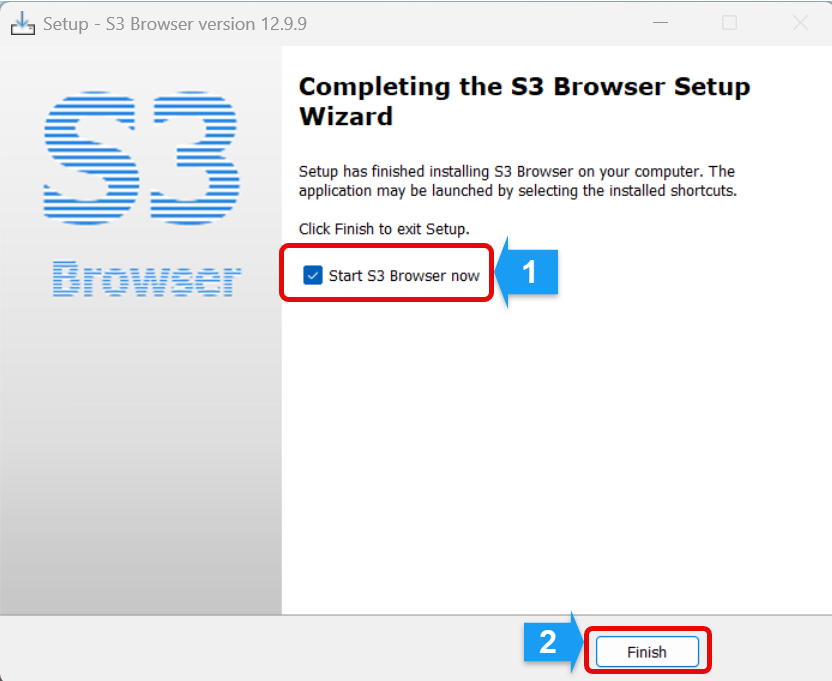 Setup - S3 Browser version 12.9.9
S3
Browser
Completing the S3 Browser Setup
Wizard
Setup has finished installing S3 Browser on your computer. The
application may be launched by selecting the installed shortcuts.
Click Finish to exit Setup.
Start S3 Browser now
1
2
Finish